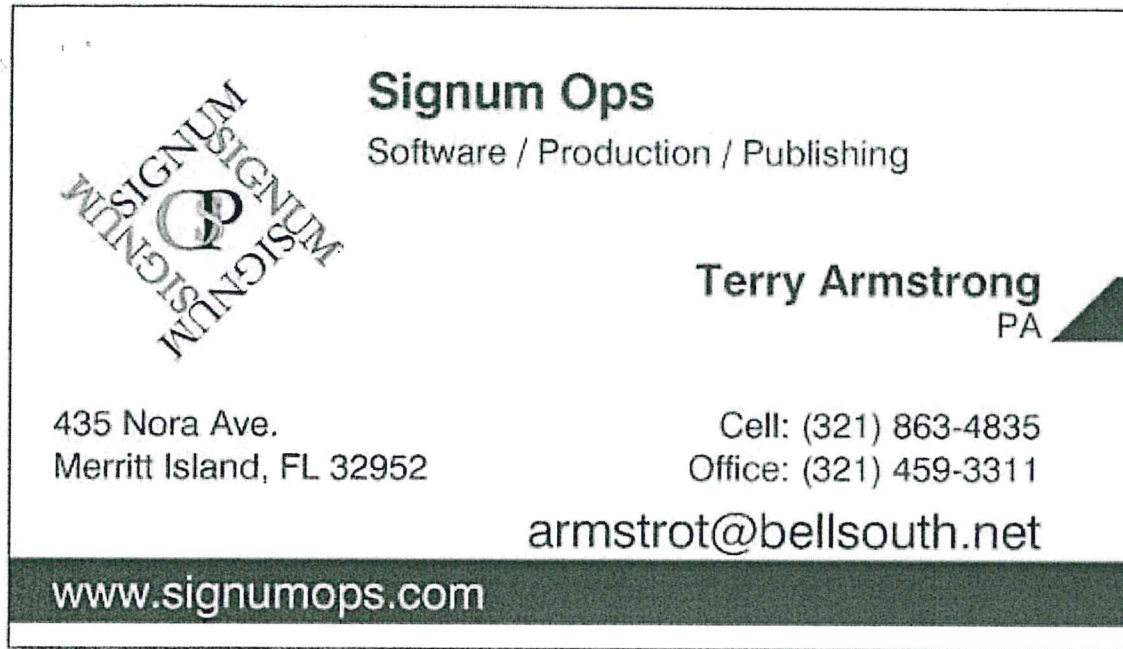 SIGNUM
SIGNUM
SIGNUM
SIGNUM
OSP
Signum Ops
Software / Production / Publishing
Terry Armstrong
PA
435 Nora Ave.
Merritt Island, FL 32952
Cell: (321) 863-4835
Office: (321) 459-3311
armstrot@bellsouth.net
www.signumops.com